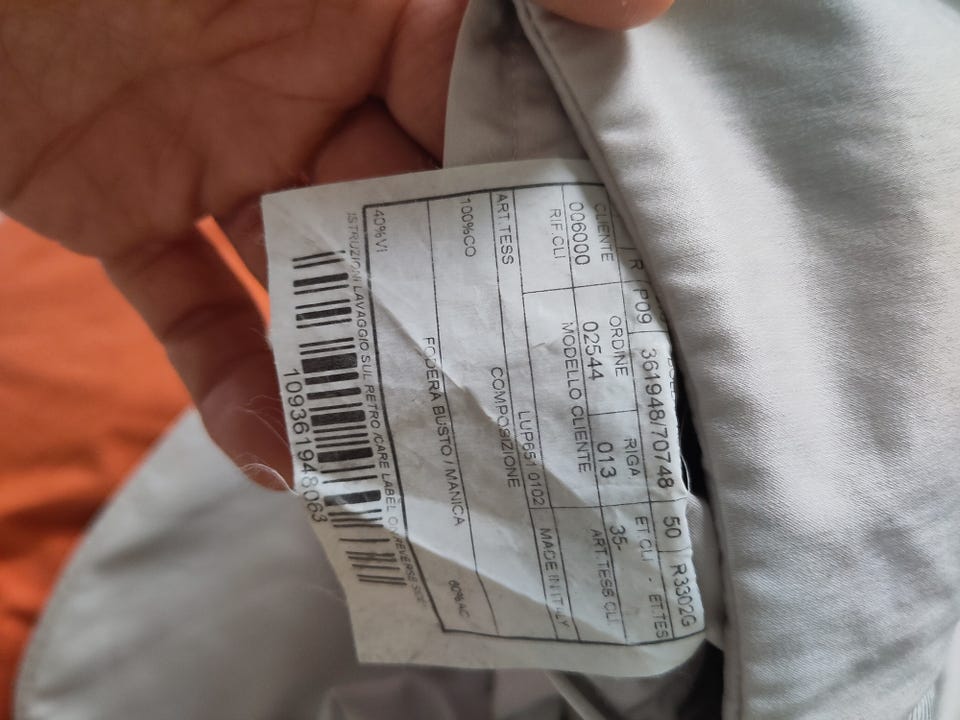 R P09 361948/70748 50 R3302G
CLIENTE ORDINE RIGA ET.CLI . ET.TES
006000 02544 013 35-
RIF.CLI MODELLO CLIENTE ART.TESS CLI
LUP651 0102 MADE IN ITALY
ART.TESS COMPOSIZIONE
100%CO
FODERA BUSTO / MANICA
40%VI 60%AC
ISTRUZIONI LAVAGGIO SUL RETRO /CARE LABEL ON REVERSE SIDE
109361948063